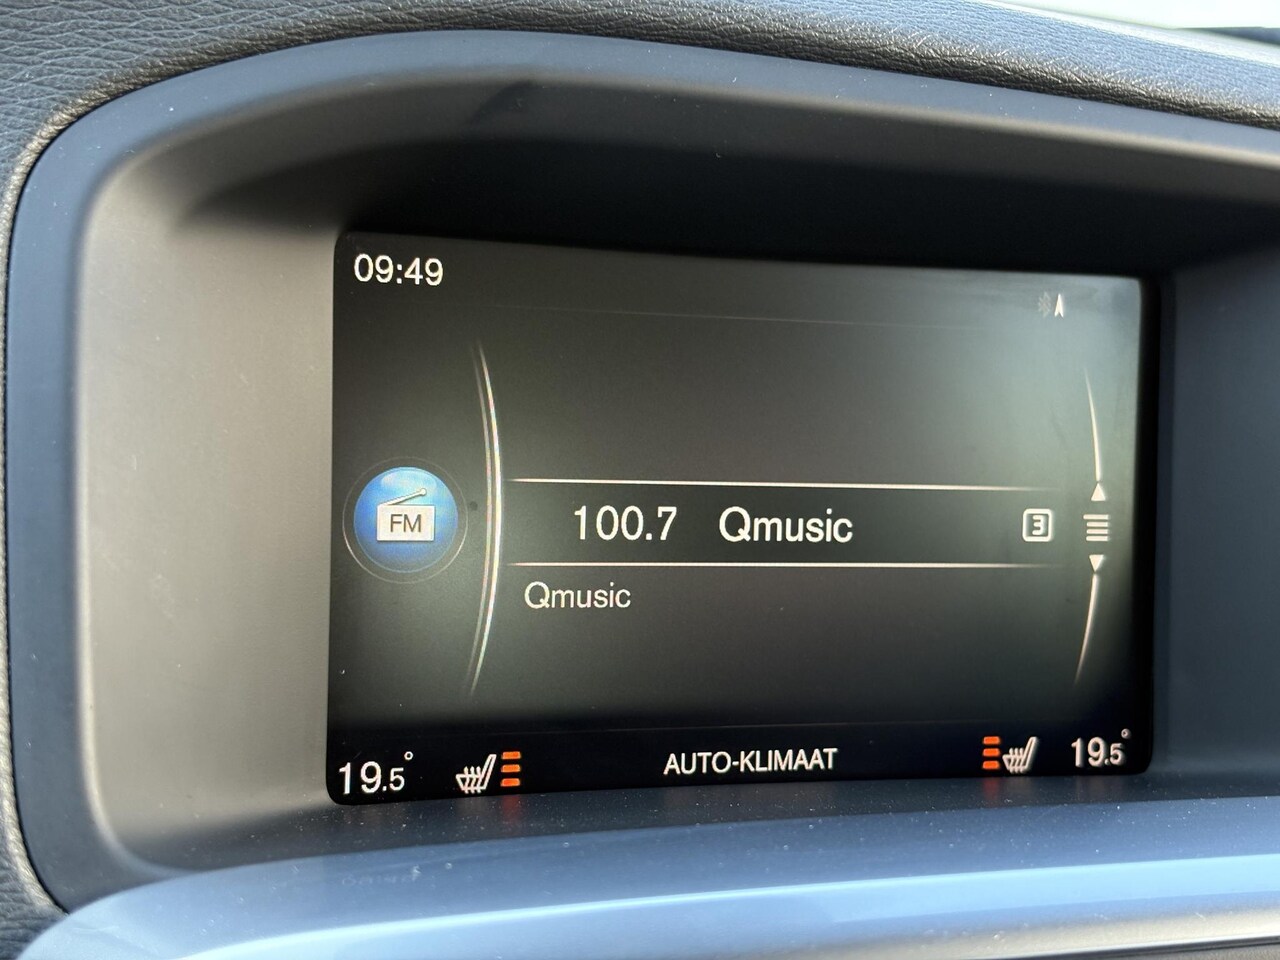 09:49
FM
100.7 Qmusic 3
Qmusic
19.5° AUTO-KLIMAAT 19.5°